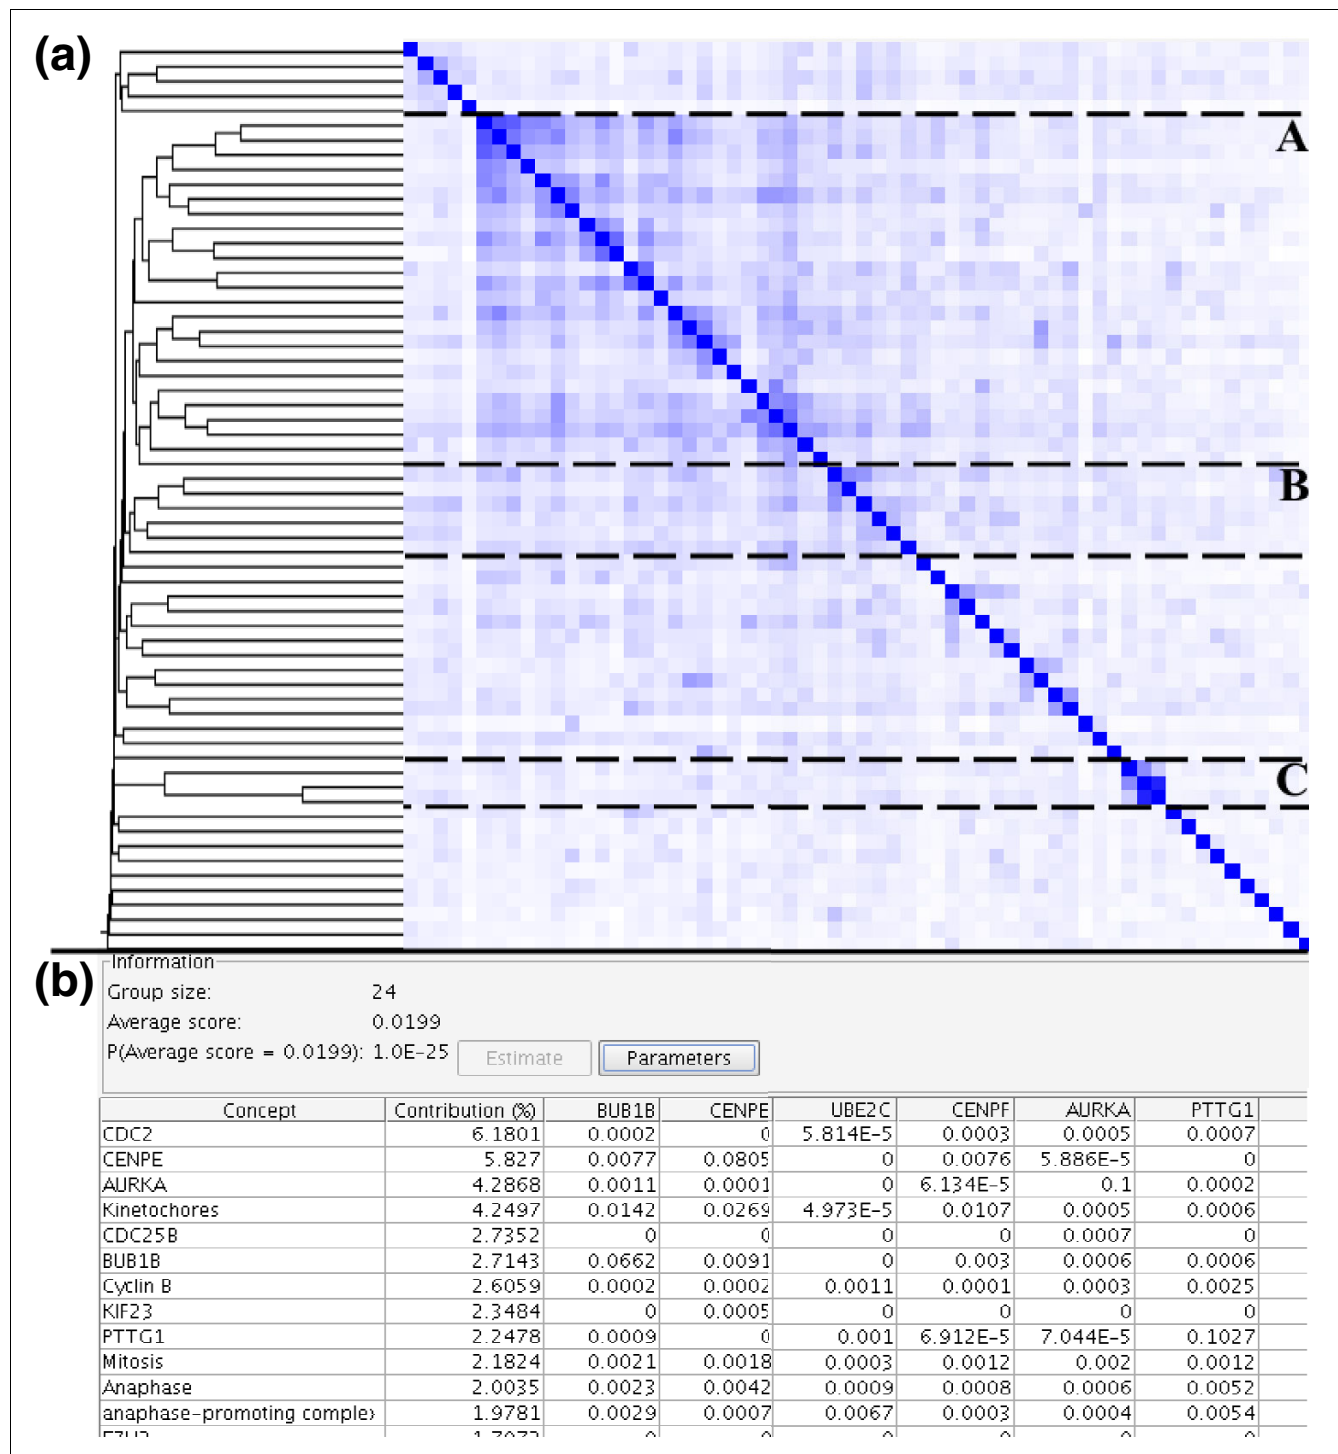 (a)
A
B
C
(b)
Information
Group size: 24
Average score: 0.0199
P(Average score = 0.0199): 1.0E-25 Estimate Parameters
Concept Contribution (%) BUB1B CENPE UBE2C CENPF AURKA PTTG1
CDC2 6.1801 0.0002 0 5.814E-5 0.0003 0.0005 0.0007
CENPE 5.827 0.0077 0.0805 0 0.0076 5.886E-5 0
AURKA 4.2868 0.0011 0.0001 0 6.134E-5 0.1 0.0002
Kinetochores 4.2497 0.0142 0.0269 4.973E-5 0.0107 0.0005 0.0006
CDC25B 2.7352 0 0 0 0 0.0007 0
BUB1B 2.7143 0.0662 0.0091 0 0.003 0.0006 0.0006
Cyclin B 2.6059 0.0002 0.0002 0.0011 0.0001 0.0003 0.0025
KIF23 2.3484 0 0.0005 0 0 0 0
PTTG1 2.2478 0.0009 0 0.001 6.912E-5 7.044E-5 0.1027
Mitosis 2.1824 0.0021 0.0018 0.0003 0.0012 0.002 0.0012
Anaphase 2.0035 0.0023 0.0042 0.0009 0.0008 0.0006 0.0052
anaphase-promoting comple 1.9781 0.0029 0.0007 0.0067 0.0003 0.0004 0.0054